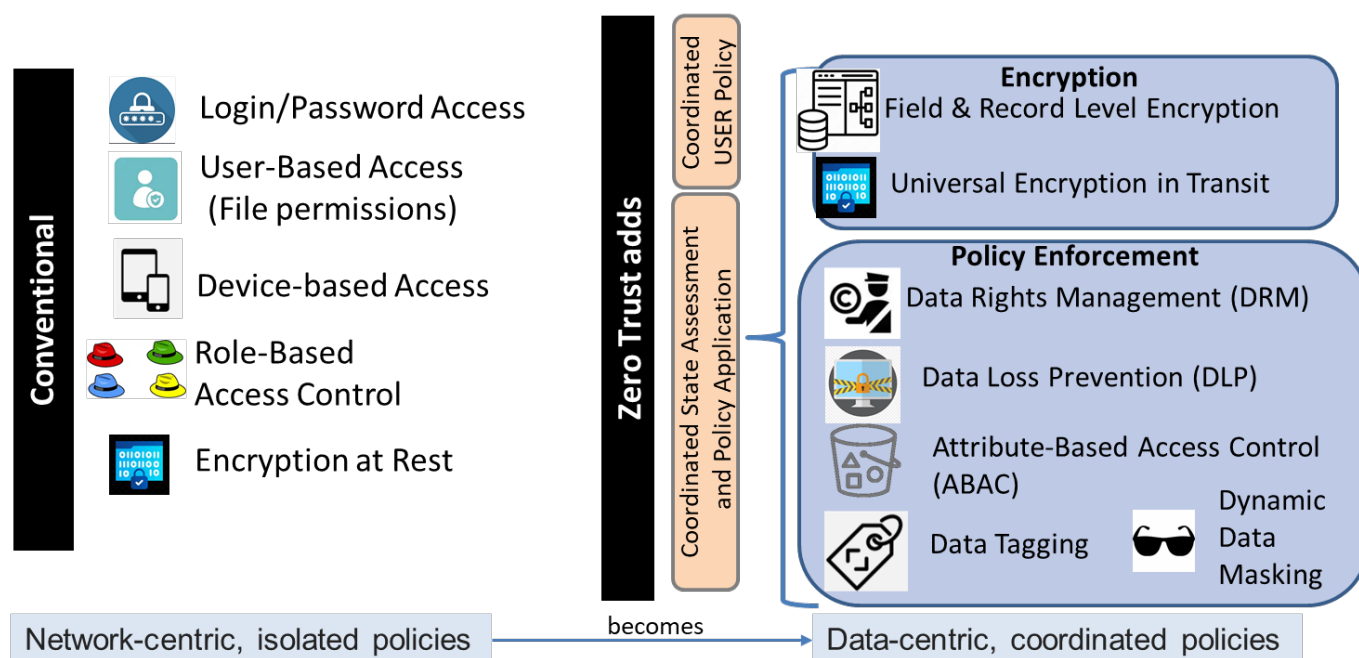 Conventional
Login/Password Access
User-Based Access
(File permissions)
Device-based Access
Role-Based
Access Control
Encryption at Rest
Zero Trust adds
Coordinated
USER Policy
Coordinated State Assessment
and Policy Application
Encryption
Field & Record Level Encryption
Universal Encryption in Transit
Policy Enforcement
Data Rights Management (DRM)
Data Loss Prevention (DLP)
Attribute-Based Access Control
(ABAC)
Data Tagging
Dynamic
Data
Masking
Network-centric, isolated policies
becomes
Data-centric, coordinated policies